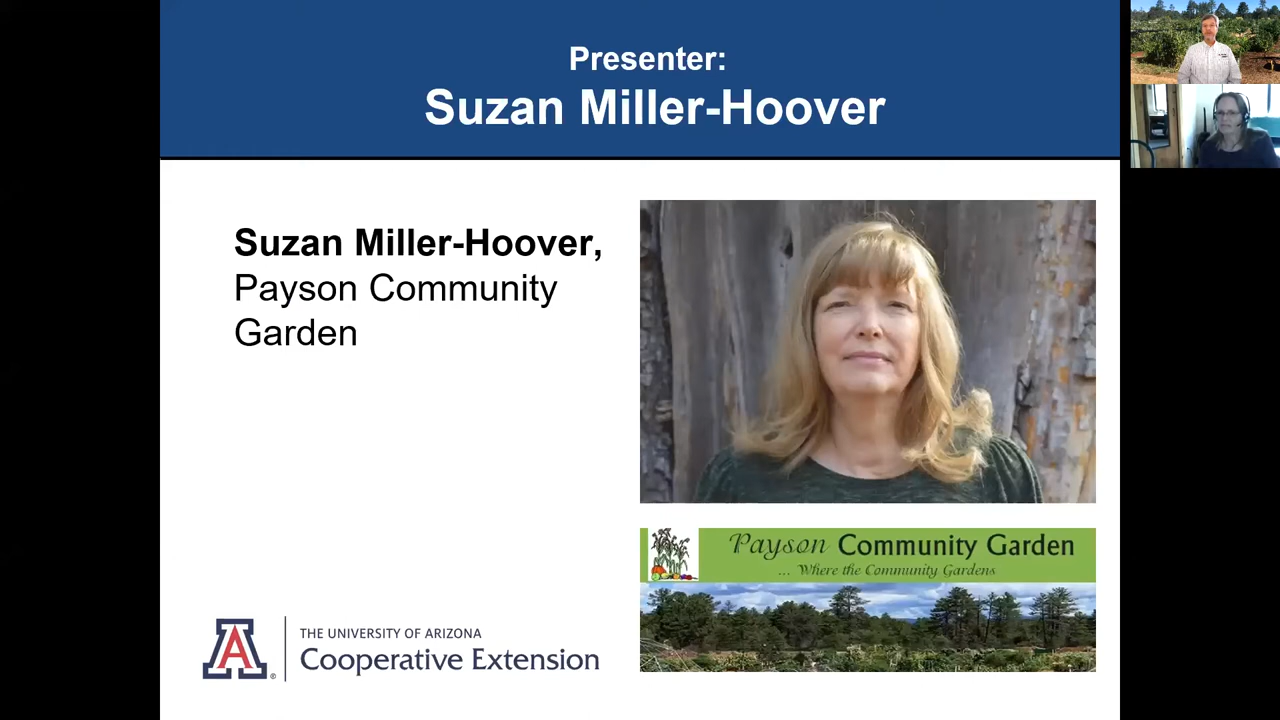 Presenter:
Suzan Miller-Hoover
Suzan Miller-Hoover,
Payson Community
Garden
Payson Community Garden
... Where the Community Gardens
A
THE UNIVERSITY OF ARIZONA
Cooperative Extension